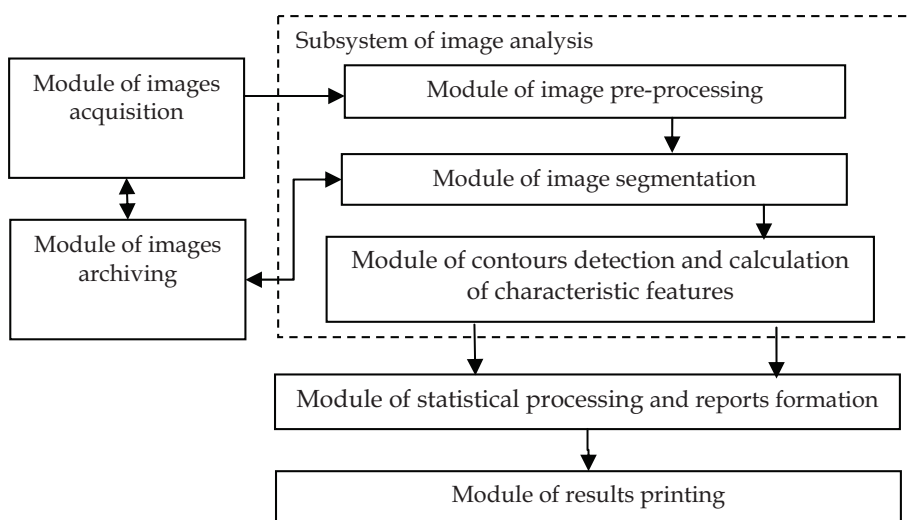 Subsystem of image analysis
Module of images
acquisition
Module of image pre-processing
Module of image segmentation
Module of images
archiving
Module of contours detection and calculation
of characteristic features
Module of statistical processing and reports formation
Module of results printing